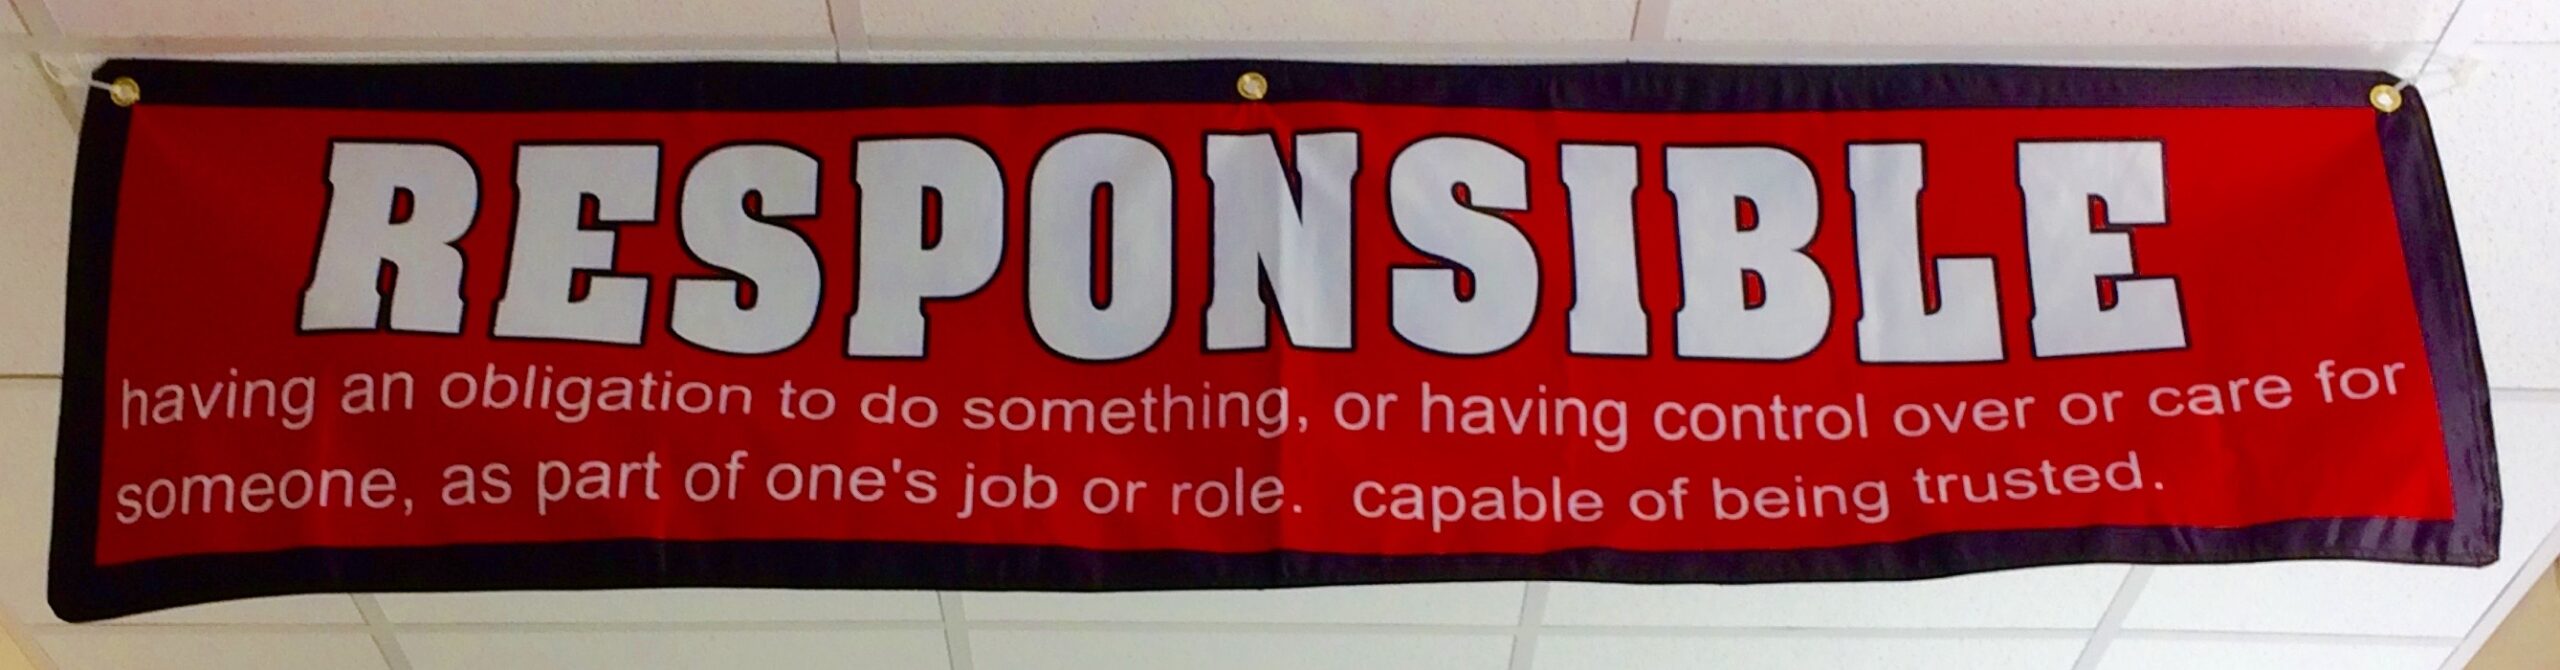 RESPONSIBLE
having an obligation to do something, or having control over or care for
someone, as part of one's job or role.  capable of being trusted.